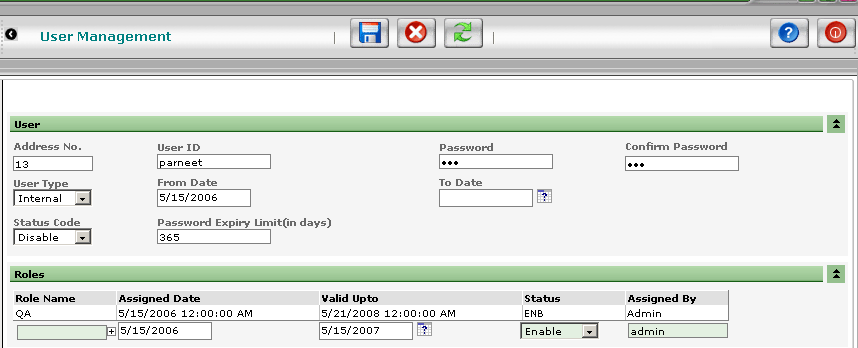 User Management
User
Address No. User ID Password Confirm Password
13 parneet ••• •••
User Type From Date To Date
Internal 5/15/2006 ?
Status Code Password Expiry Limit(in days)
Disable 365
Roles
Role Name Assigned Date Valid Upto Status Assigned By
QA 5/15/2006 12:00:00 AM 5/21/2008 12:00:00 AM ENB Admin
5/15/2006 5/15/2007 ? Enable admin